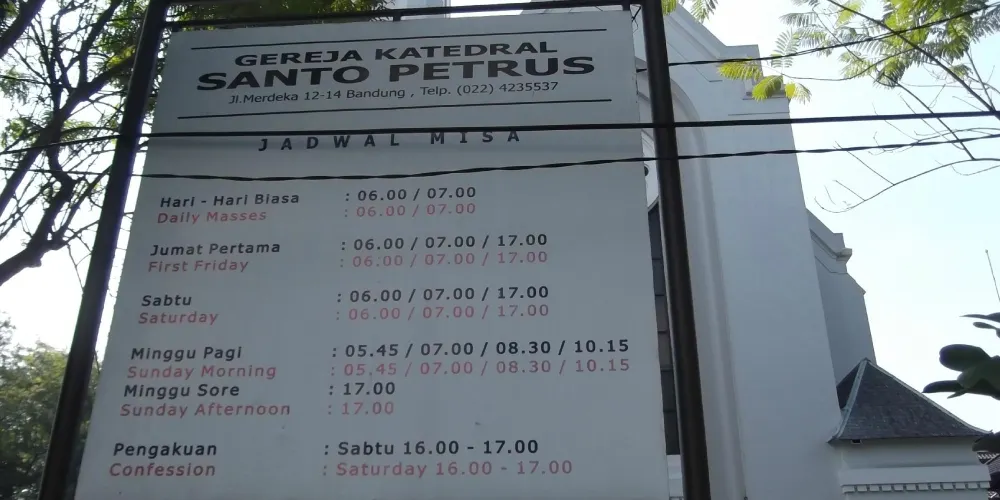 GEREJA KATEDRAL
SANTO PETRUS
Jl.Merdeka 12-14 Bandung , Telp. (022) 4235537
JADWAL MISA
Hari - Hari Biasa : 06.00 / 07.00
Daily Masses : 06.00 / 07.00
Jumat Pertama : 06.00 / 07.00 / 17.00
First Friday : 06.00 / 07.00 / 17.00
Sabtu : 06.00 / 07.00 / 17.00
Saturday : 06.00 / 07.00 / 17.00
Minggu Pagi : 05.45 / 07.00 / 08.30 / 10.15
Sunday Morning : 05.45 / 07.00 / 08.30 / 10.15
Minggu Sore : 17.00
Sunday Afternoon : 17.00
Pengakuan : Sabtu 16.00 - 17.00
Confession : Saturday 16.00 - 17.00